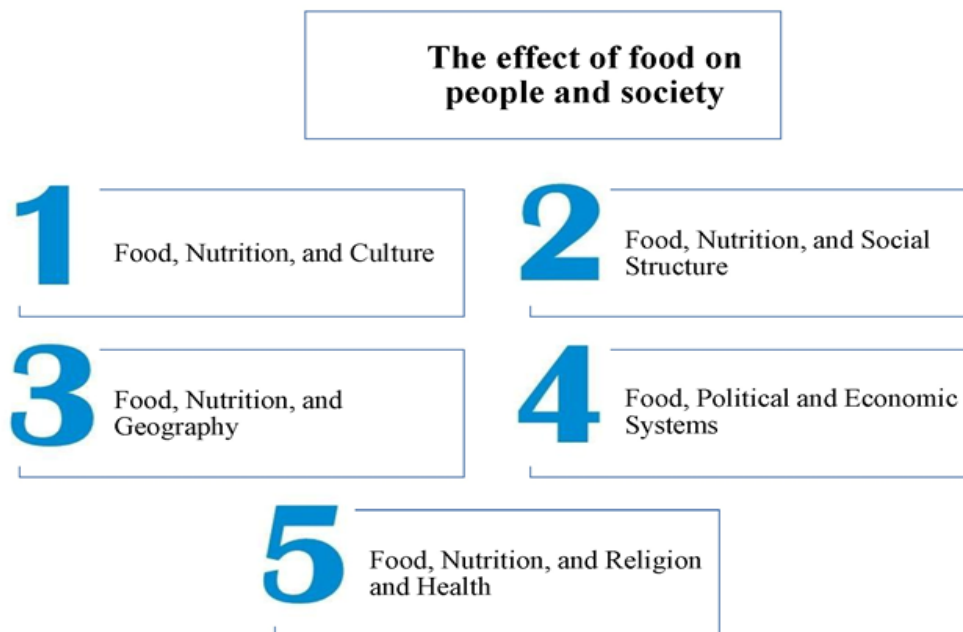 The effect of food on
people and society
1
Food, Nutrition, and Culture
2
Food, Nutrition, and Social
Structure
3
Food, Nutrition, and
Geography
4
Food, Political and Economic
Systems
5
Food, Nutrition, and Religion
and Health